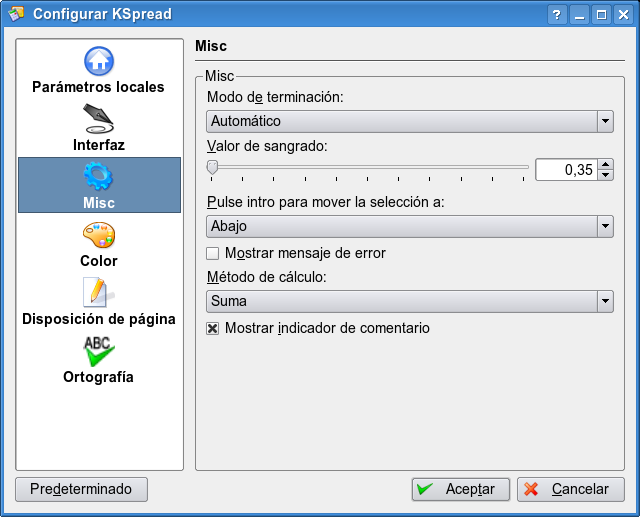 Configurar KSpread
Parámetros locales
Interfaz
Misc
Color
Disposición de página
ABC
Ortografía
Misc
Misc
Modo de terminación:
Automático
Valor de sangrado:
0,35
Pulse intro para mover la selección a:
Abajo
Mostrar mensaje de error
Método de cálculo:
Suma
Mostrar indicador de comentario
Predeterminado
Aceptar
Cancelar